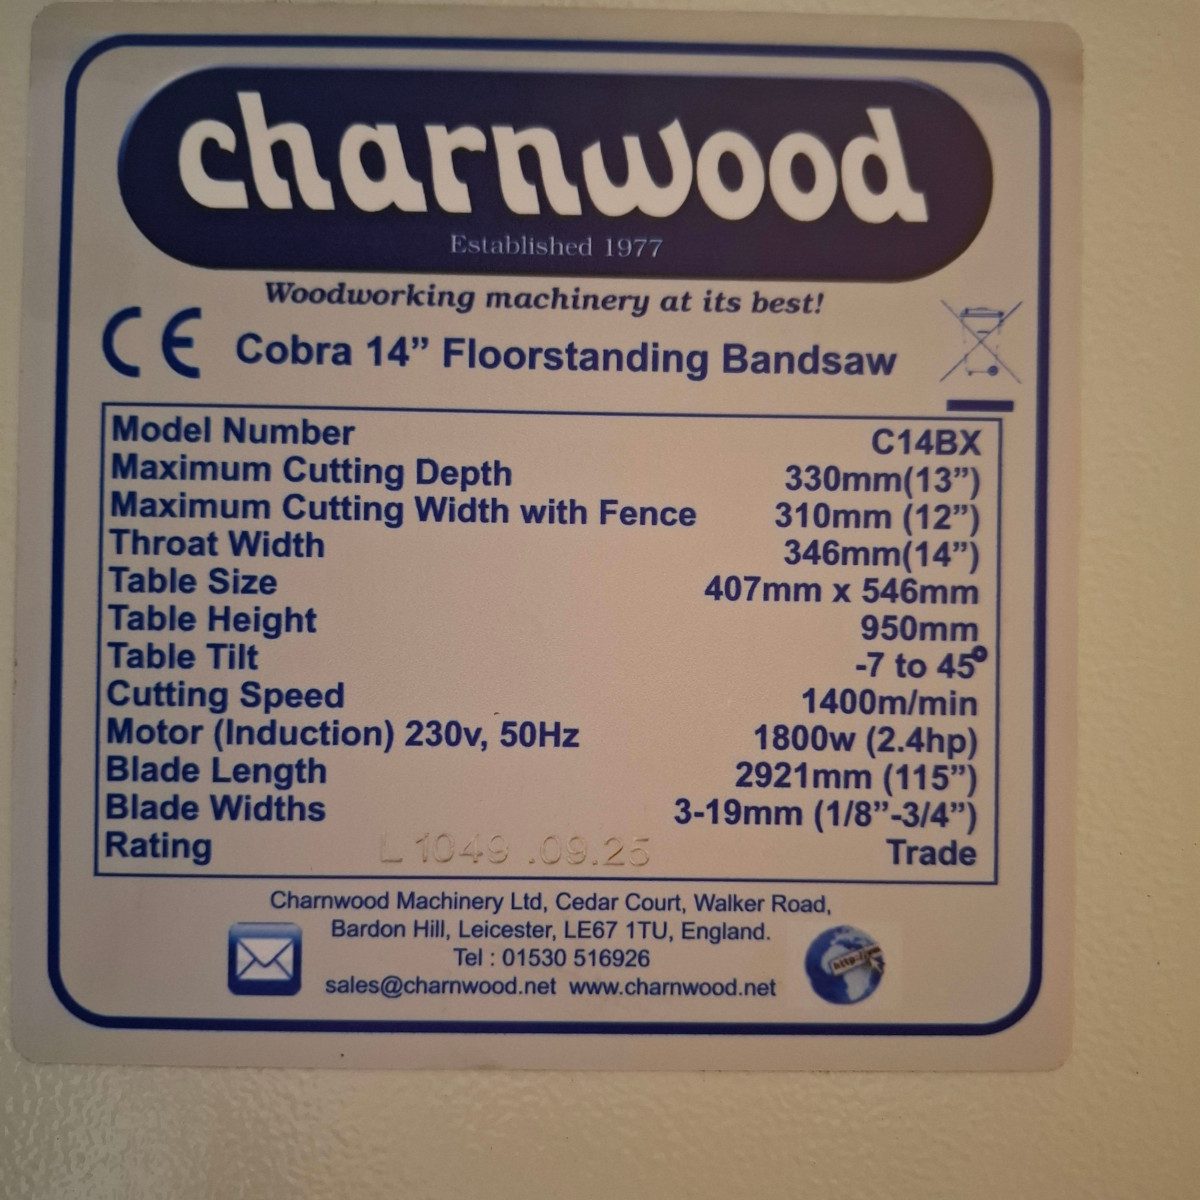 charnwood
Established 1977
Woodworking machinery at its best!
CE Cobra 14” Floorstanding Bandsaw
Model Number C14BX
Maximum Cutting Depth 330mm(13”)
Maximum Cutting Width with Fence 310mm (12”)
Throat Width 346mm(14”)
Table Size 407mm x 546mm
Table Height 950mm
Table Tilt -7 to 45°
Cutting Speed 1400m/min
Motor (Induction) 230v, 50Hz 1800w (2.4hp)
Blade Length 2921mm (115”)
Blade Widths 3-19mm (1/8”-3/4”)
Rating L 1049 .09.25 Trade
Charnwood Machinery Ltd, Cedar Court, Walker Road,
Bardon Hill, Leicester, LE67 1TU, England.
Tel : 01530 516926
sales@charnwood.net www.charnwood.net